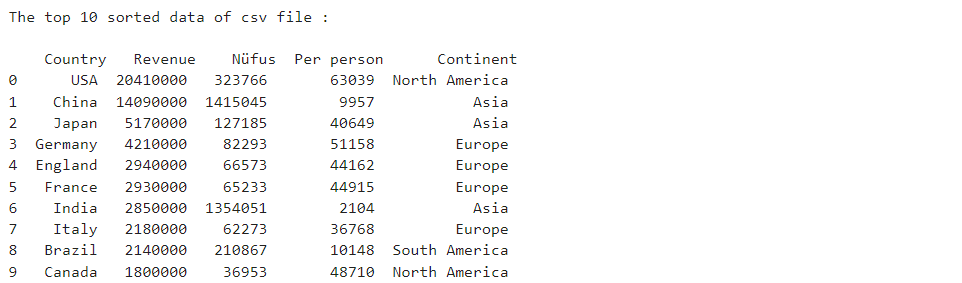 The top 10 sorted data of csv file :
    Country   Revenue    Nüfus  Per person      Continent
0       USA  20410000   323766       63039  North America
1     China  14090000  1415045        9957           Asia
2     Japan   5170000   127185       40649           Asia
3   Germany   4210000    82293       51158         Europe
4   England   2940000    66573       44162         Europe
5    France   2930000    65233       44915         Europe
6     India   2850000  1354051        2104           Asia
7     Italy   2180000    62273       36768         Europe
8    Brazil   2140000   210867       10148  South America
9    Canada   1800000    36953       48710  North America